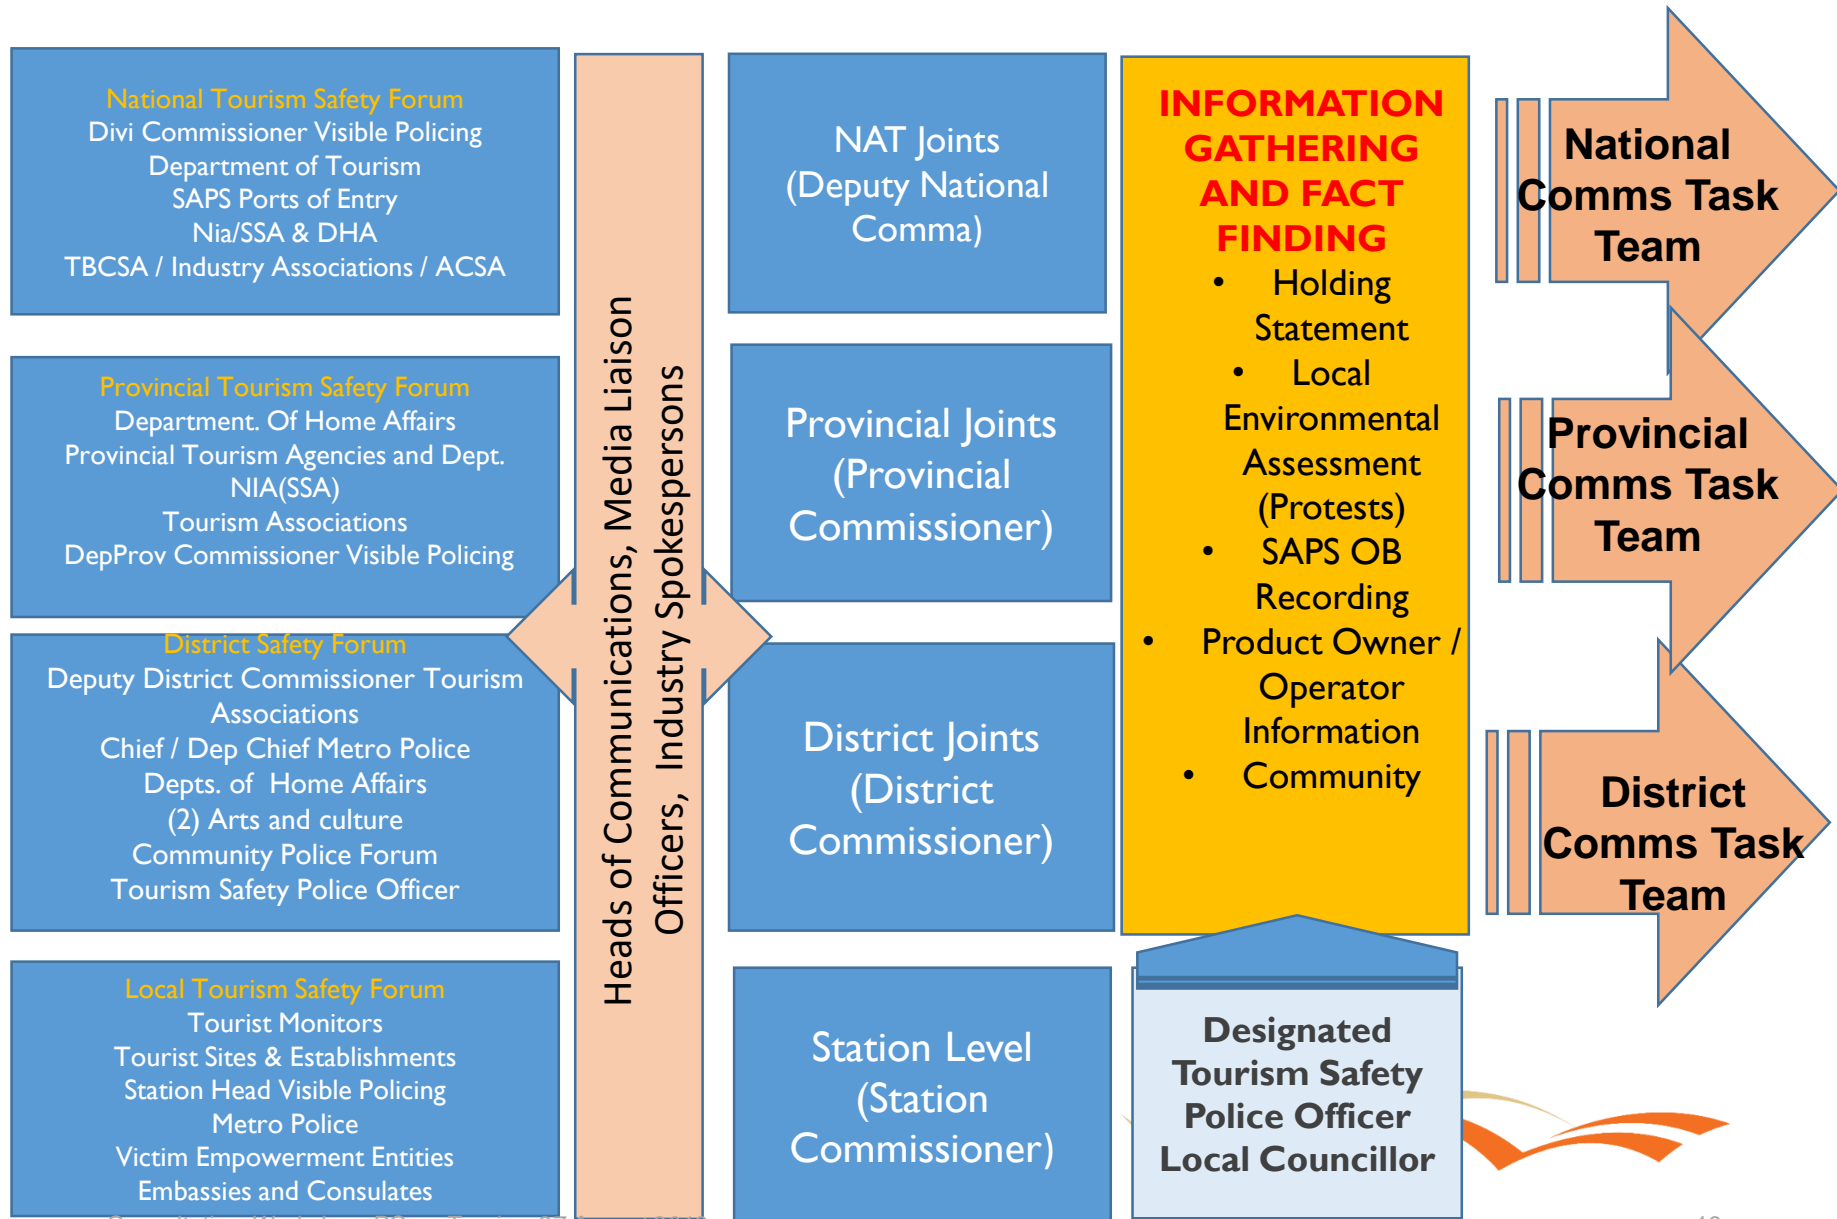 National Tourism Safety Forum
Divi Commissioner Visible Policing
Department of Tourism
SAPS Ports of Entry
Nia/SSA & DHA
TBCSA / Industry Associations / ACSA
Provincial Tourism Safety Forum
Department. Of Home Affairs
Provincial Tourism Agencies and Dept.
NIA(SSA)
Tourism Associations
DepProv Commissioner Visible Policing
District Safety Forum
Deputy District Commissioner Tourism
Associations
Chief / Dep Chief Metro Police
Depts. of Home Affairs
(2) Arts and culture
Community Police Forum
Tourism Safety Police Officer
Local Tourism Safety Forum
Tourist Monitors
Tourist Sites & Establishments
Station Head Visible Policing
Metro Police
Victim Empowerment Entities
Embassies and Consulates
Heads of Communications, Media Liaison
Officers, Industry Spokespersons
NAT Joints
(Deputy National
Comma)
Provincial Joints
(Provincial
Commissioner)
District Joints
(District
Commissioner)
Station Level
(Station
Commissioner)
INFORMATION
GATHERING
AND FACT
FINDING
• Holding
Statement
• Local
Environmental
Assessment
(Protests)
• SAPS OB
Recording
• Product Owner /
Operator
Information
• Community
Designated
Tourism Safety
Police Officer
Local Councillor
National
Comms Task
Team
Provincial
Comms Task
Team
District
Comms Task
Team